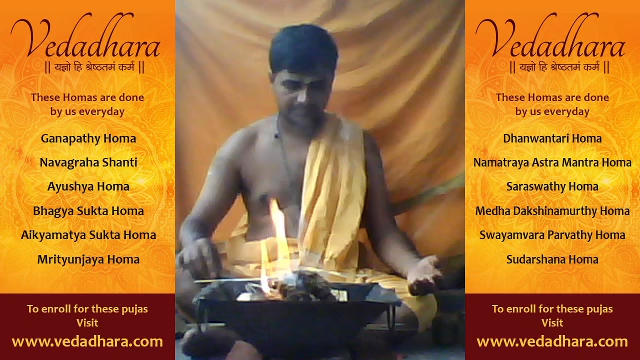 Vedadhara
|| यज्ञो हि श्रेष्ठतमं कर्म ||
These Homas are done
by us everyday
Ganapathy Homa
Navagraha Shanti
Ayushya Homa
Bhagya Sukta Homa
Aikyamatya Sukta Homa
Mrityunjaya Homa
To enroll for these pujas
Visit
www.vedadhara.com
Vedadhara
|| यज्ञो हि श्रेष्ठतमं कर्म ||
These Homas are done
by us everyday
Dhanwantari Homa
Namatraya Astra Mantra Homa
Saraswathy Homa
Medha Dakshinamurthy Homa
Swayamvara Parvathy Homa
Sudarshana Homa
To enroll for these pujas
Visit
www.vedadhara.com